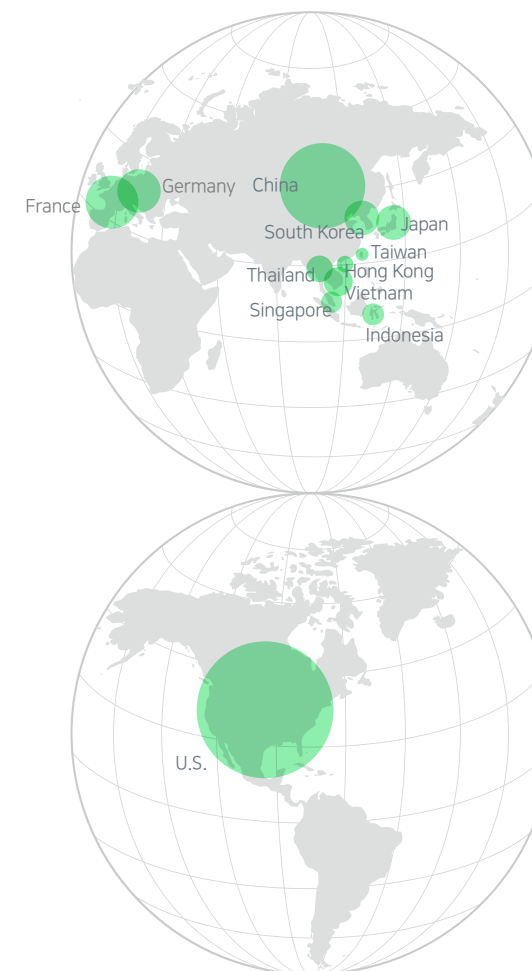 Germany
China
France
South Korea
Japan
Taiwan
Hong Kong
Thailand
Vietnam
Singapore
Indonesia
U.S.